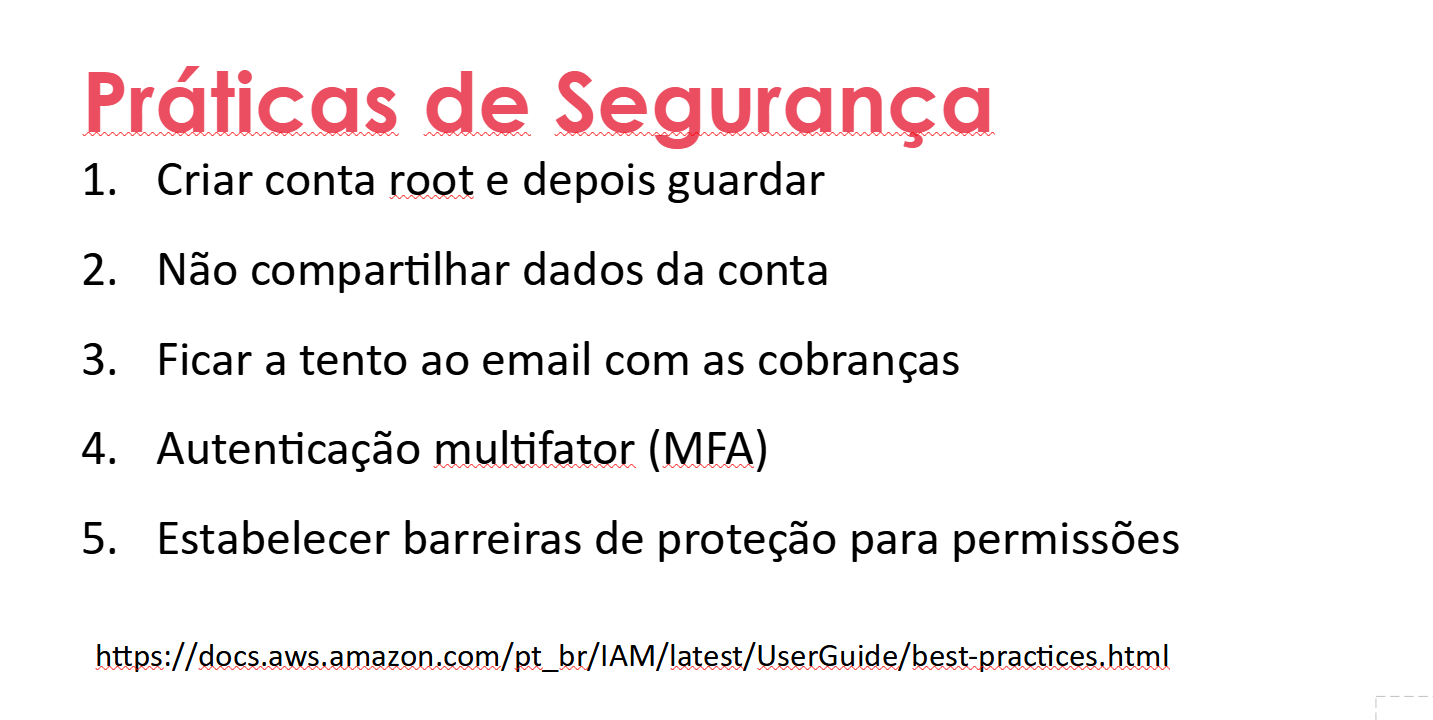 Práticas de Segurança
1. Criar conta root e depois guardar
2. Não compartilhar dados da conta
3. Ficar a tento ao email com as cobranças
4. Autenticação multifator (MFA)
5. Estabelecer barreiras de proteção para permissões
https://docs.aws.amazon.com/pt_br/IAM/latest/UserGuide/best-practices.html